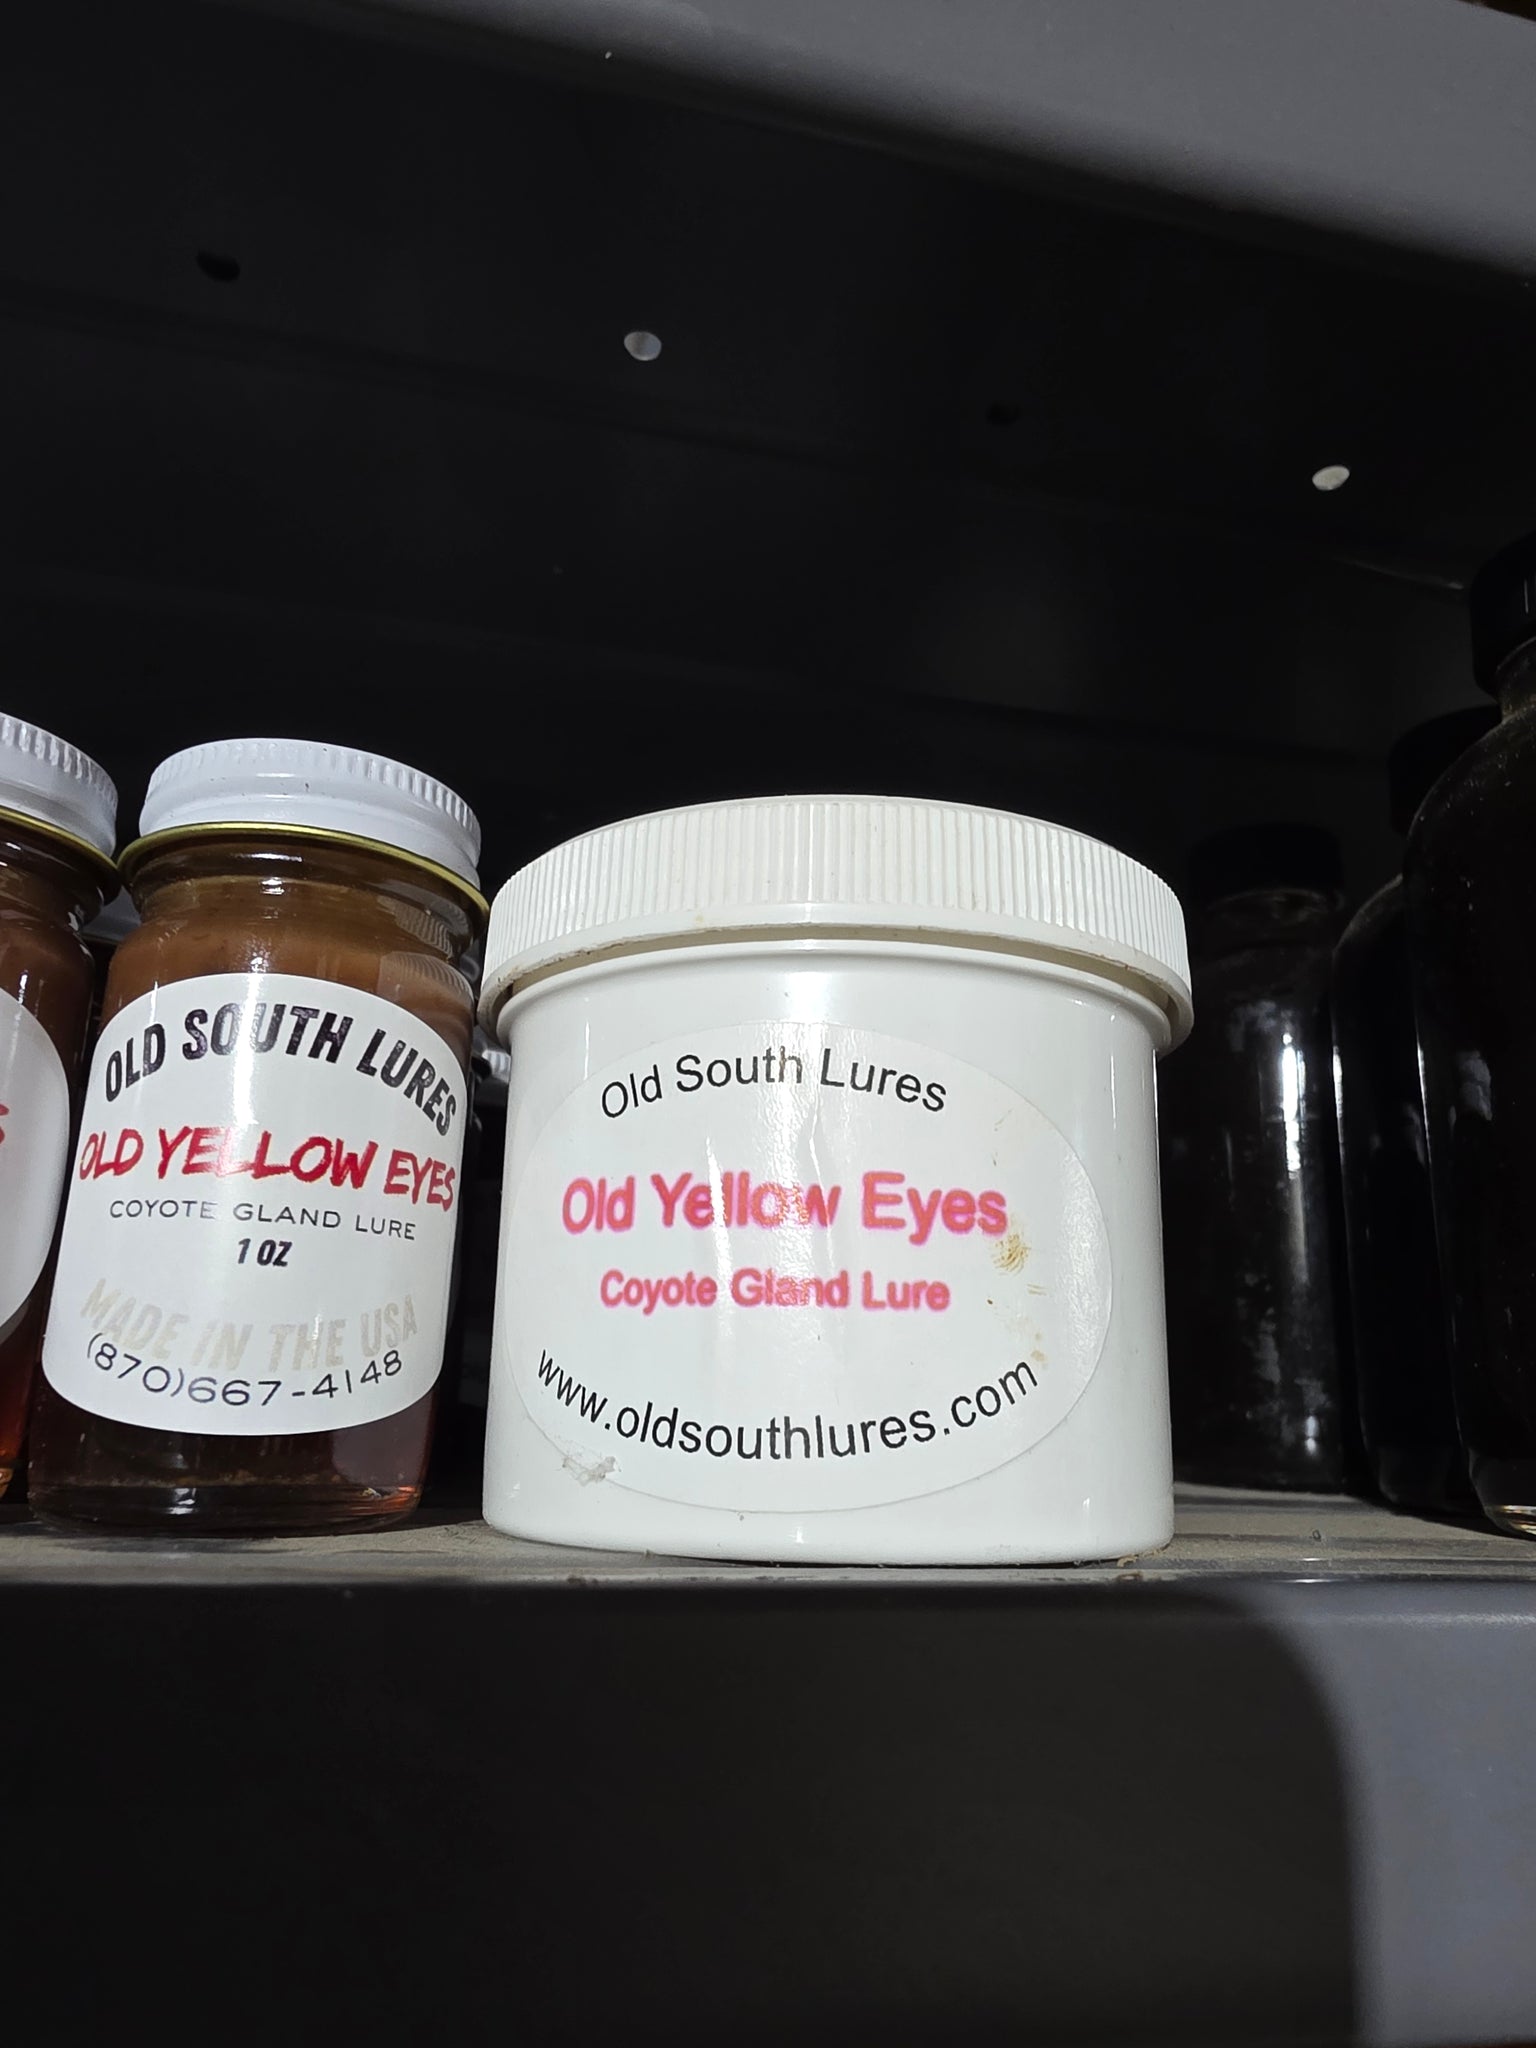 OLD SOUTH LURES
OLD YELLOW EYES
COYOTE GLAND LURE
1 OZ
MADE IN THE USA
(870)667-4148
Old South Lures
Old Yellow Eyes
Coyote Gland Lure
www.oldsouthlures.com